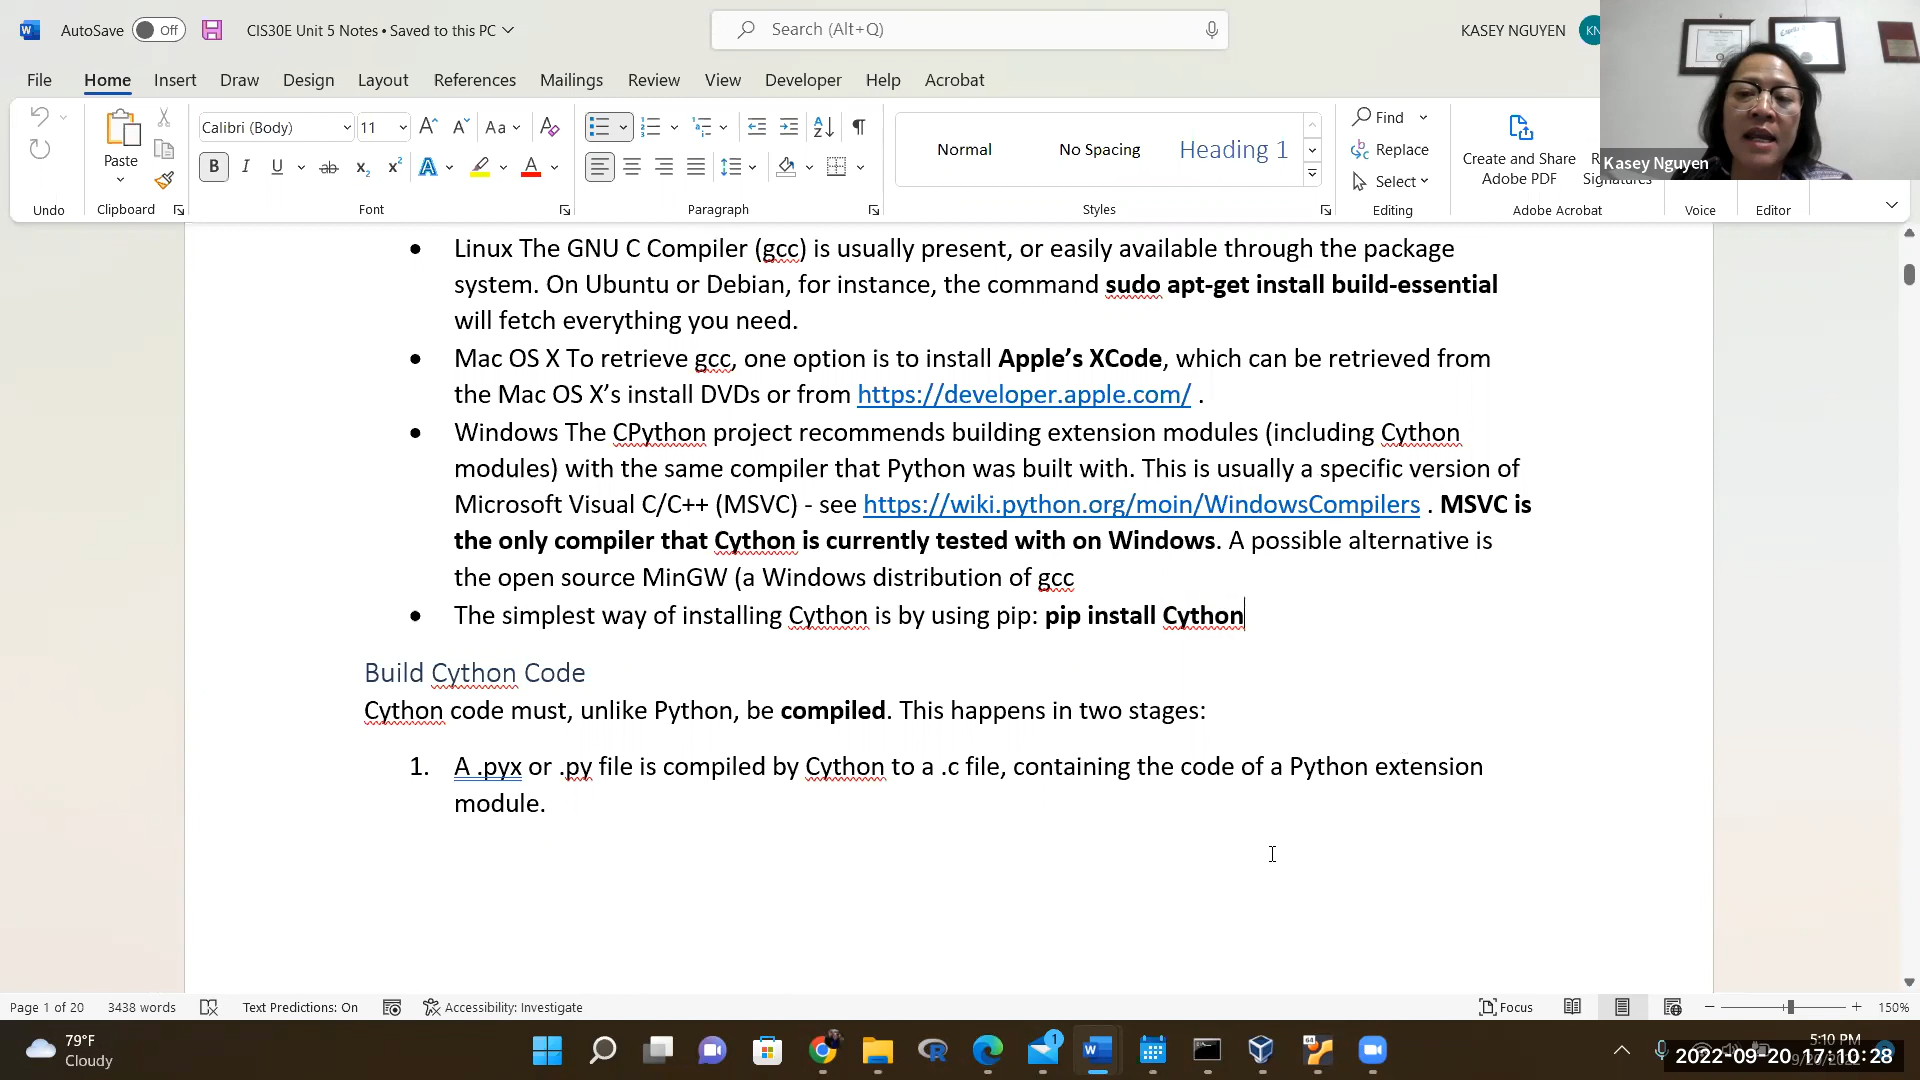 AutoSave Off CIS30E Unit 5 Notes • Saved to this PC Search (Alt+Q) KASEY NGUYEN KN
File Home Insert Draw Design Layout References Mailings Review View Developer Help Acrobat
Calibri (Body) 11 Aa
Paste
B I U ab x₂ x² A A
Normal No Spacing Heading 1
Find
Replace
Select
Create and Share
Adobe PDF
Signatures
Kasey Nguyen
Undo Clipboard Font Paragraph Styles Editing Adobe Acrobat Voice Editor
• Linux The GNU C Compiler (gcc) is usually present, or easily available through the package
system. On Ubuntu or Debian, for instance, the command sudo apt-get install build-essential
will fetch everything you need.
• Mac OS X To retrieve gcc, one option is to install Apple’s XCode, which can be retrieved from
the Mac OS X’s install DVDs or from https://developer.apple.com/ .
• Windows The CPython project recommends building extension modules (including Cython
modules) with the same compiler that Python was built with. This is usually a specific version of
Microsoft Visual C/C++ (MSVC) - see https://wiki.python.org/moin/WindowsCompilers . MSVC is
the only compiler that Cython is currently tested with on Windows. A possible alternative is
the open source MinGW (a Windows distribution of gcc
• The simplest way of installing Cython is by using pip: pip install Cython
Build Cython Code
Cython code must, unlike Python, be compiled. This happens in two stages:
1. A .pyx or .py file is compiled by Cython to a .c file, containing the code of a Python extension
module.
Page 1 of 20 3438 words Text Predictions: On Accessibility: Investigate Focus 150%
79°F
Cloudy
5:10 PM
2022-09-20 17:10:28